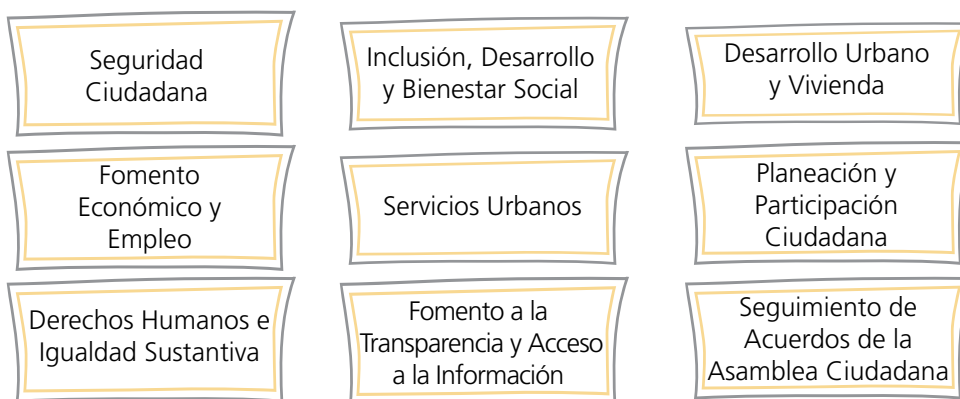 Seguridad
Ciudadana
Inclusión, Desarrollo
y Bienestar Social
Desarrollo Urbano
y Vivienda
Fomento
Económico y
Empleo
Servicios Urbanos
Planeación y
Participación
Ciudadana
Derechos Humanos e
Igualdad Sustantiva
Fomento a la
Transparencia y Acceso
a la Información
Seguimiento de
Acuerdos de la
Asamblea Ciudadana